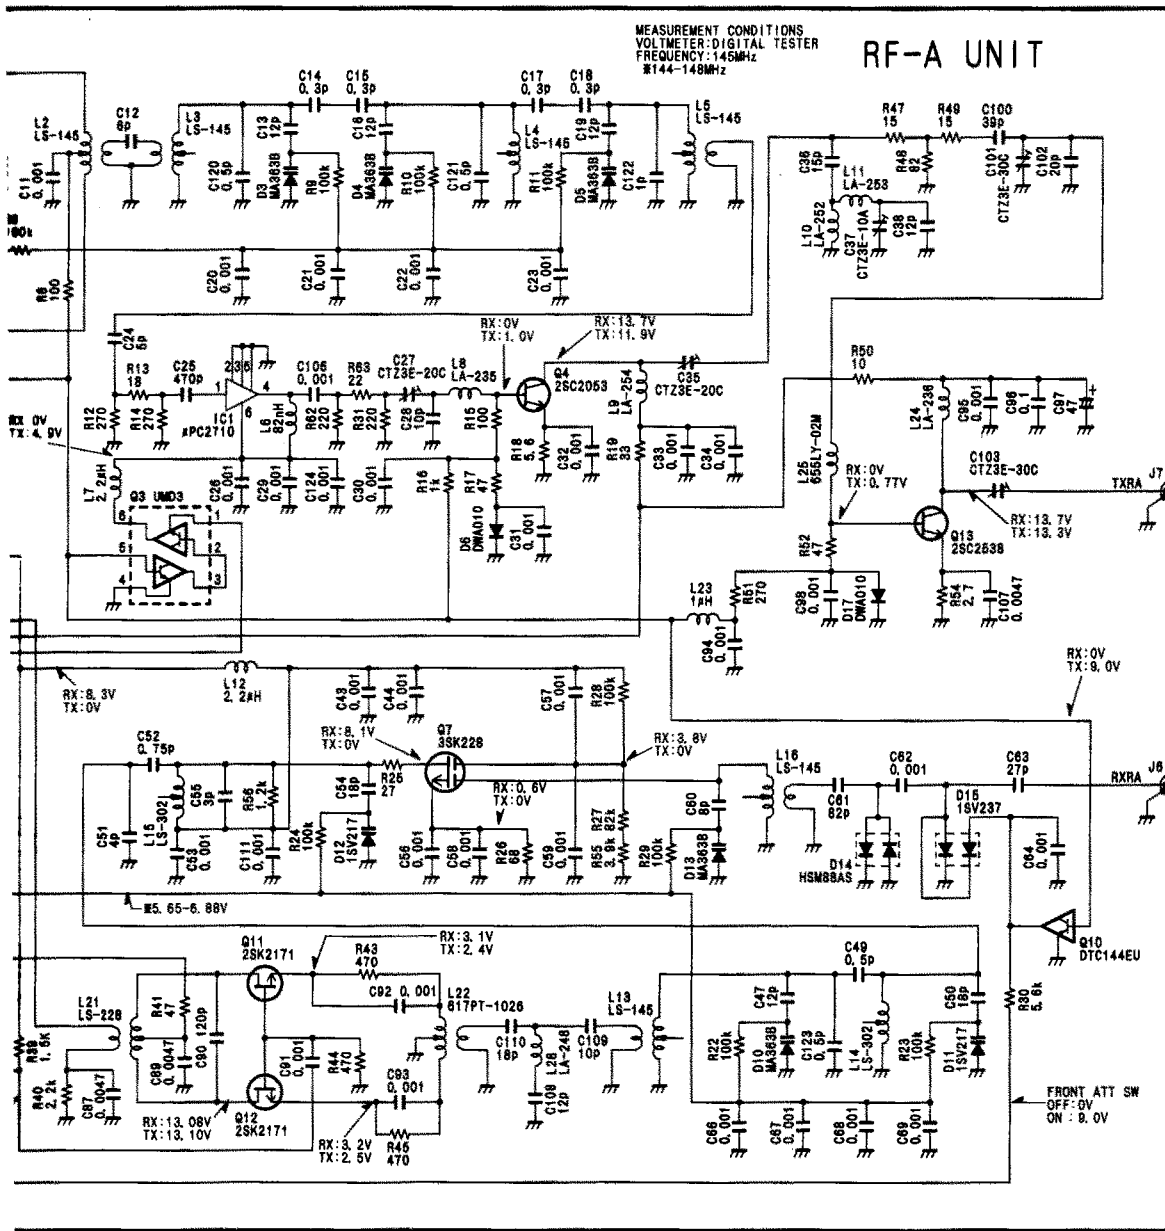 MEASUREMENT CONDITIONS
VOLTMETER:DIGITAL TESTER
FREQUENCY:145MHz
※144-148MHz
RF-A UNIT
L2
LS-145
C12
6p
L3
LS-145
C14
0.3p
C15
0.3p
C13
12p
C16
12p
C17
0.3p
C18
0.3p
C19
12p
L4
LS-145
L5
LS-145
C11
0.001
C120
0.5p
D3
MA363B
R9
100k
D4
MA363B
R10
100k
C121
0.5p
R11
100k
D5
MA363B
C122
1p
R47
15
R49
15
C100
39p
C36
15p
R48
82
C101
CTZ3E-30C
C102
20p
L11
LA-253
L10
LA-252
C37
CTZ3E-10A
C38
12p
R8
100
C20
0.001
C21
0.001
C22
0.001
C23
0.001
C24
5p
RX:0V
TX:1.0V
RX:13.7V
TX:11.9V
R13
18
C25
470p
2
3
5
1
4
6
IC1
μPC2710
R12
270
R14
270
C106
0.001
R63
22
C27
CTZ3E-20C
L8
LA-235
L6
82nH
R62
220
R31
220
C28
10p
R15
100
Q4
2SC2053
L9
LA-254
C35
CTZ3E-20C
R50
10
RX 0V
TX:4.9V
R18
5.6
C32
0.001
R19
33
C33
0.001
C34
0.001
L24
LA-236
C95
0.001
C96
0.1
C97
47
+
L7
2.2μH
C26
0.001
C29
0.001
C124
0.001
C30
0.001
R16
1k
R17
47
D6
DWA010
C31
0.001
L25
655LY-02M
RX:0V
TX:0.77V
C103
CTZ3E-30C
J7
TXRA
RX:13.7V
TX:13.3V
Q3 UMD3
6
1
5
2
4
3
Q13
2SC2538
R52
47
L23
1μH
R51
270
C98
0.001
D17
DWA010
R54
2.7
C107
0.0047
C94
0.001
RX:8.3V
TX:0V
L12
2.2μH
C43
0.001
C44
0.001
C57
0.001
R28
100k
RX:0V
TX:9.0V
C52
0.75p
RX:8.1V
TX:0V
Q7
3SK228
RX:3.8V
TX:0V
L16
LS-145
C62
0.001
C63
27p
J6
RXRA
C51
4p
L15
LS-302
C55
3p
R56
1.2k
C54
18p
R25
27
RX:0.6V
TX:0V
C60
8p
C61
82p
D15
1SV237
C53
0.001
C111
0.001
R24
100k
D12
1SV217
C56
0.001
C58
0.001
R26
68
C59
0.001
R27
82k
R55
3.9k
R29
100k
D13
MA363B
D14
HSM88AS
C64
0.001
※5.65-6.88V
Q10
DTC144EU
Q11
2SK2171
RX:3.1V
TX:2.4V
R43
470
C92 0.001
L22
617PT-1026
C49
0.5p
R30
5.6k
L21
LS-228
R41
47
C90
120p
L13
LS-145
C47
12p
C50
18p
R39
1.5K
C89
0.0047
C91
0.001
R44
470
C110
18p
L26
LA-248
C109
10p
R22
100k
D10
MA363B
C123
0.5p
L14
LS-302
R23
100k
D11
1SV217
R40
2.2k
C87
0.0047
C93
0.001
C108
12p
RX:13.08V
TX:13.10V
Q12
2SK2171
RX:3.2V
TX:2.5V
R45
470
C66
0.001
C67
0.001
C68
0.001
C69
0.001
FRONT ATT SW
OFF:0V
ON :9.0V